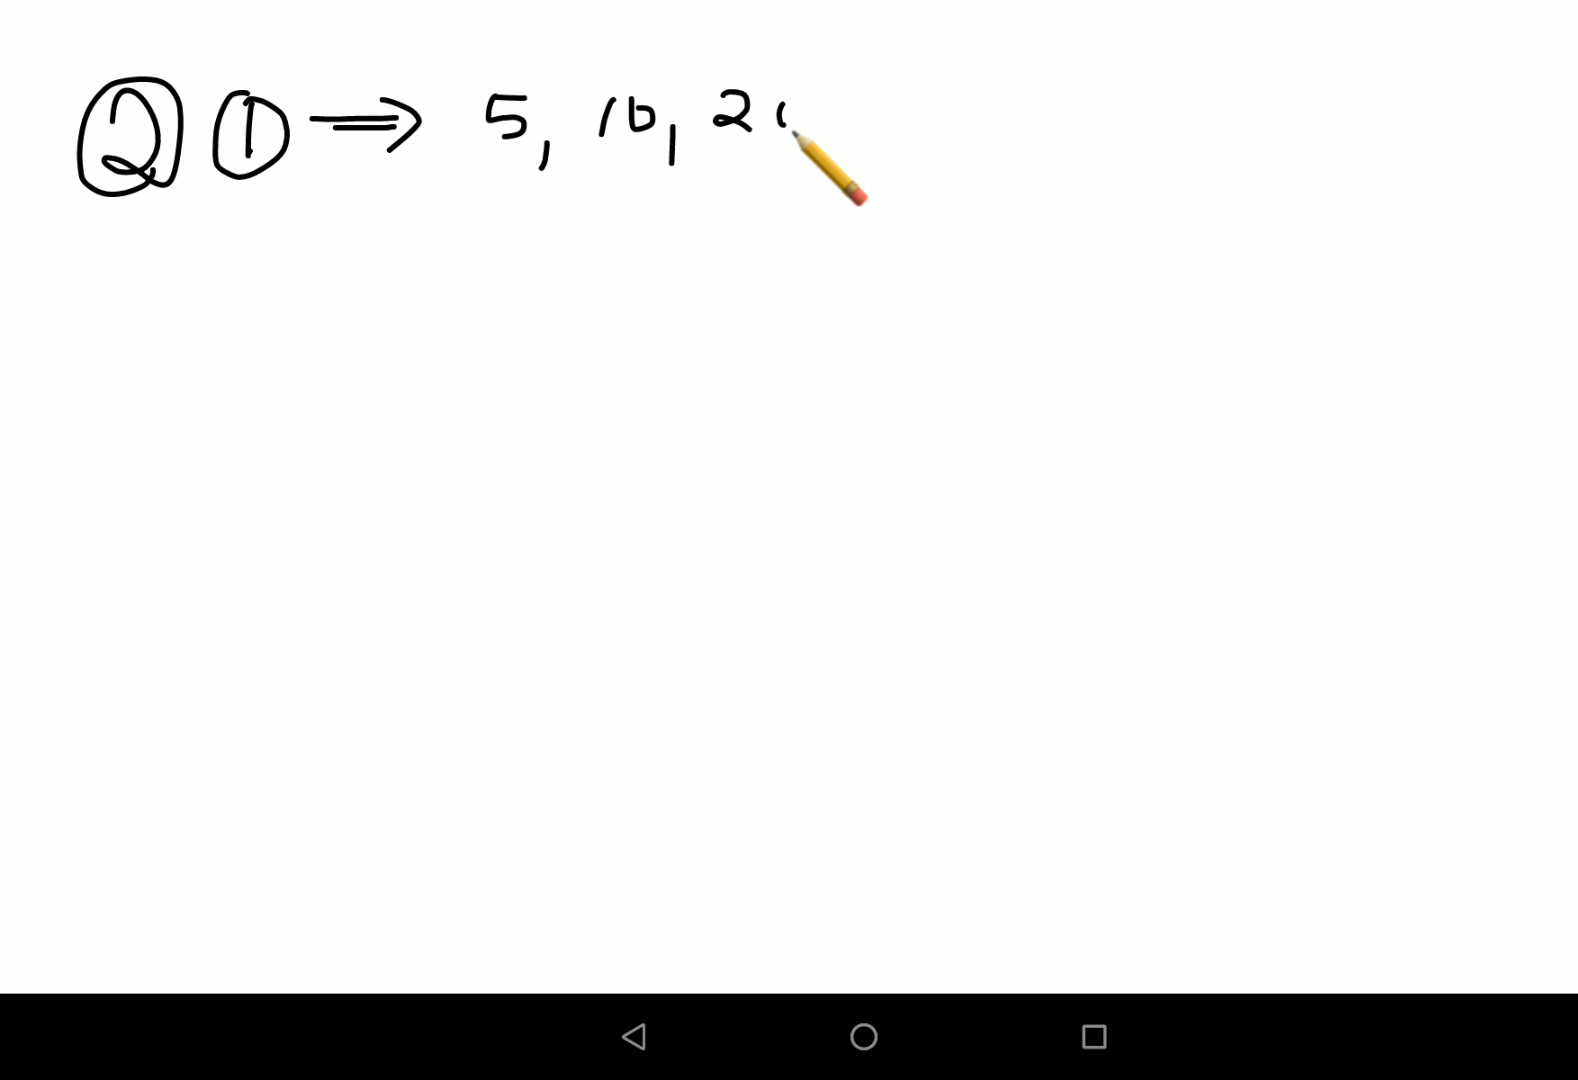 Q 1 ⇒ 5, 10, 2